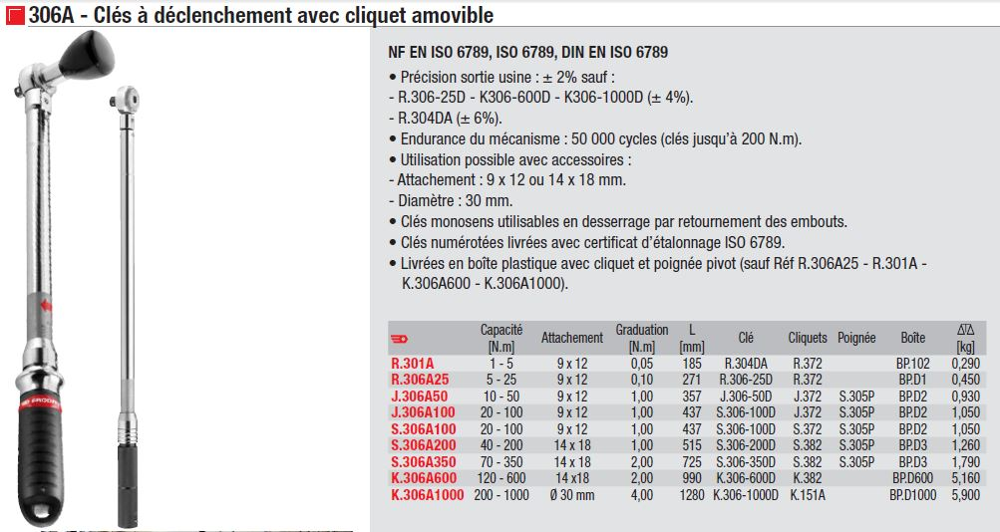 306A - Clés à déclenchement avec cliquet amovible
NF EN ISO 6789, ISO 6789, DIN EN ISO 6789
• Précision sortie usine : ± 2% sauf :
- R.306-25D - K306-600D - K306-1000D (± 4%).
- R.304DA (± 6%).
• Endurance du mécanisme : 50 000 cycles (clés jusqu'à 200 N.m).
• Utilisation possible avec accessoires :
- Attachement : 9 x 12 ou 14 x 18 mm.
- Diamètre : 30 mm.
• Clés monosens utilisables en desserrage par retournement des embouts.
• Clés numérotées livrées avec certificat d'étalonnage ISO 6789.
• Livrées en boîte plastique avec cliquet et poignée pivot (sauf Réf R.306A25 - R.301A -
K.306A600 - K.306A1000).
Capacité [N.m] Attachement Graduation [N.m] L [mm] Clé Cliquets Poignée Boîte [kg]
R.301A 1 - 5 9 x 12 0,05 185 R.304DA R.372 BP.102 0,290
R.306A25 5 - 25 9 x 12 0,10 271 R.306-25D R.372 BP.D1 0,450
J.306A50 10 - 50 9 x 12 1,00 357 J.306-50D J.372 S.305P BP.D2 0,930
J.306A100 20 - 100 9 x 12 1,00 437 S.306-100D J.372 S.305P BP.D2 1,050
S.306A100 20 - 100 9 x 12 1,00 437 S.306-100D S.372 S.305P BP.D2 1,050
S.306A200 40 - 200 14 x 18 1,00 515 S.306-200D S.382 S.305P BP.D3 1,260
S.306A350 70 - 350 14 x 18 2,00 725 S.306-350D S.382 S.305P BP.D3 1,790
K.306A600 120 - 600 14 x18 2,00 990 K.306-600D K.382 BP.D600 5,160
K.306A1000 200 - 1000 Ø 30 mm 4,00 1280 K.306-1000D K.151A BP.D1000 5,900